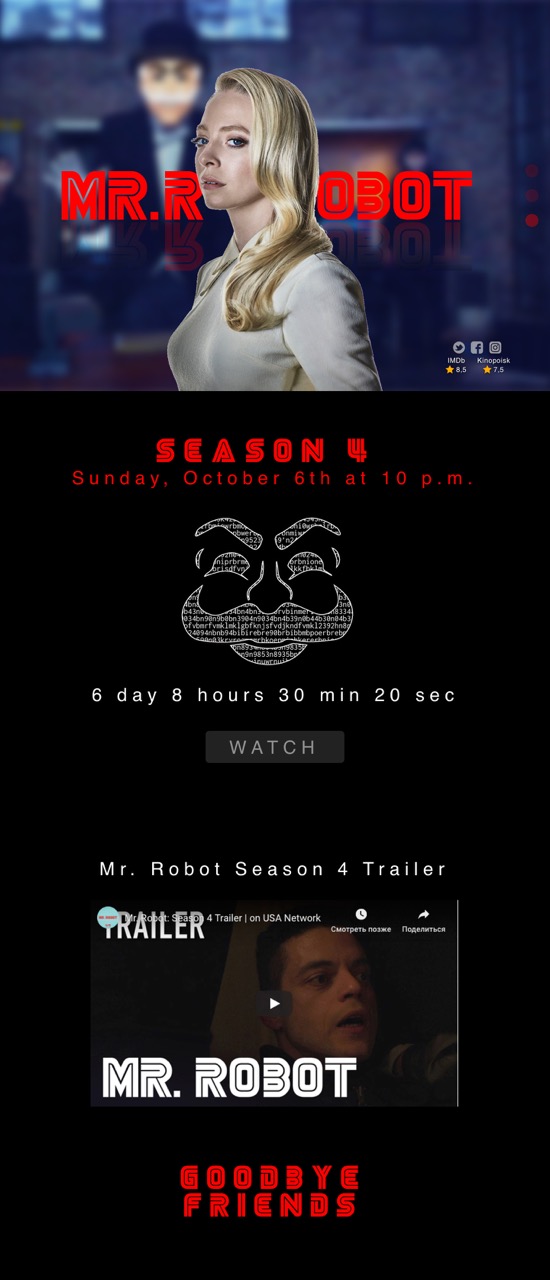 MR.R OBOT
IMDb Kinopoisk
8,5 7,5
SEASON 4
Sunday, October 6th at 10 p.m.
6 day 8 hours 30 min 20 sec
WATCH
Mr. Robot Season 4 Trailer
Mr. Robot: Season 4 Trailer | on USA Network
TRAILER
Смотреть позже Поделиться
MR. ROBOT
GOODBYE
FRIENDS